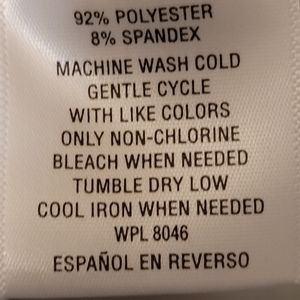 92% POLYESTER
8% SPANDEX
MACHINE WASH COLD
GENTLE CYCLE
WITH LIKE COLORS
ONLY NON-CHLORINE
BLEACH WHEN NEEDED
TUMBLE DRY LOW
COOL IRON WHEN NEEDED
WPL 8046
ESPAÑOL EN REVERSO